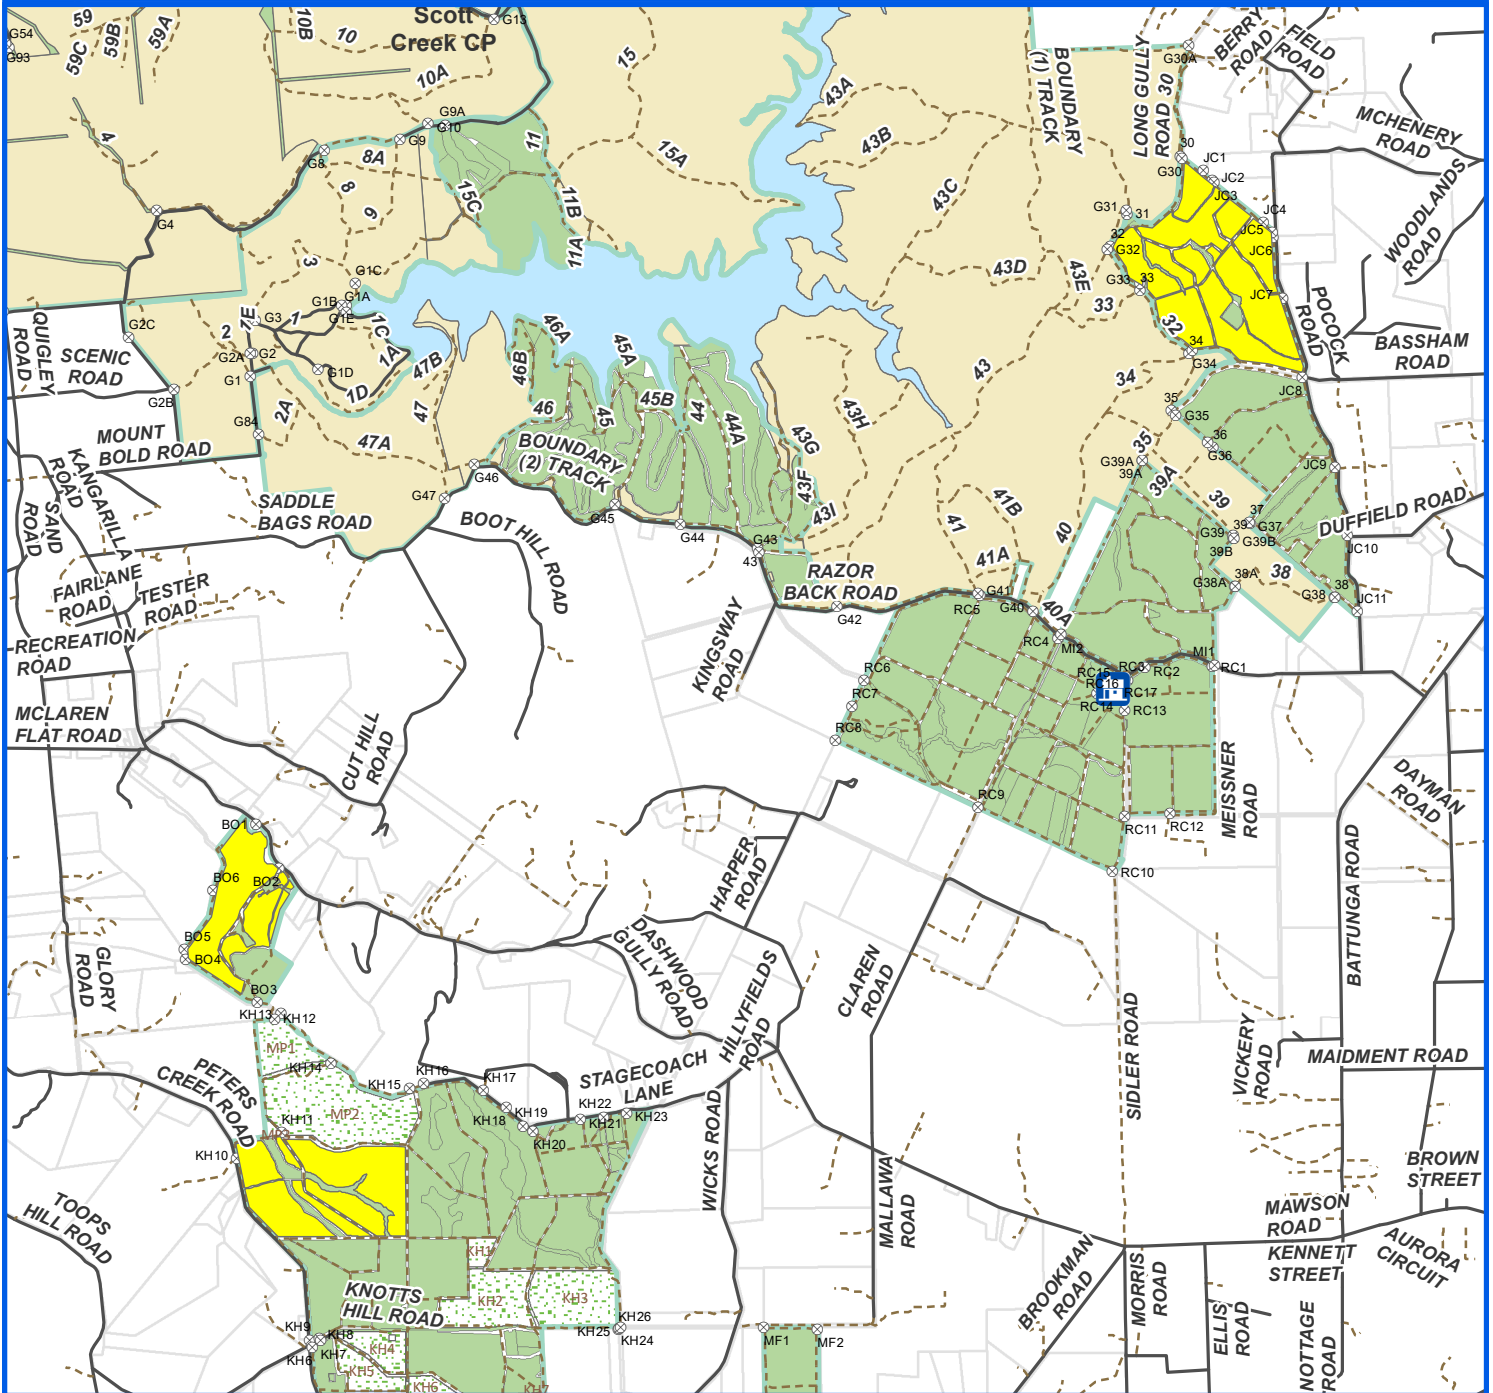 Scott
Creek CP
G13
G54
G93
59
59C
59B
59A
10B
10
10A
15
43A
43B
BOUNDARY
(1) TRACK
LONG GULLY
ROAD 30
G30A
BERRY
ROAD
FIELD
ROAD
MCHENERY
ROAD
WOODLANDS
ROAD
4
G4
G8
8A
8
9
G9
G9A
G10
11
15C
11B
11A
15A
43C
43D
43E
30
G30
JC1
JC2
JC3
JC4
JC5
JC6
JC7
G31
31
32
G32
G33
33
33
32
34
G34
34
POCOCK
ROAD
BASSHAM
ROAD
JC8
3
G1C
G1A
G1B
G1E
1
1E
G3
2
G2A
G2
G1
G2C
G2B
G1D
1D
1C
1A
47B
47
47A
2A
G84
QUIGLEY
ROAD
SCENIC
ROAD
MOUNT
BOLD ROAD
KANGARILLA
ROAD
SAND
ROAD
SADDLE
BAGS ROAD
46A
46B
46
45A
45
45B
44
44A
BOUNDARY
(2) TRACK
43G
43H
43F
43I
43
G46
G47
G45
G44
G43
43
35
G35
36
G36
35
G39A
39A
39A
39
37
G37
39
G39
G39B
39B
G38A
38A
38
38
G38
JC9
JC10
JC11
DUFFIELD ROAD
41
41B
41A
40
40A
G41
RC5
G40
RAZOR
BACK ROAD
G42
BOOT HILL ROAD
KINGSWAY
ROAD
FAIRLANE
ROAD
TESTER
ROAD
RECREATION
ROAD
MCLAREN
FLAT ROAD
CUT HILL
ROAD
RC4
MI2
RC6
RC7
RC8
RC15
RC16
RC14
RC3
RC2
RC17
RC13
MI1
RC1
RC9
RC10
RC11
RC12
MEISSNER
ROAD
DAYMAN
ROAD
BATTUNGA ROAD
BO1
BO2
BO6
BO5
BO4
BO3
GLORY
ROAD
HARPER
ROAD
DASHWOOD
GULLY ROAD
HILLYFIELDS
ROAD
CLAREN
ROAD
SIDLER ROAD
VICKERY
ROAD
MAIDMENT ROAD
KH13
KH12
MP1
KH14
MP2
KH15
KH16
KH17
KH18
KH19
KH20
KH22
KH21
KH23
STAGECOACH
LANE
PETERS
CREEK ROAD
KH11
KH10
TOOPS
HILL ROAD
WICKS ROAD
MALLAWA
ROAD
BROWN
STREET
MAWSON
ROAD
KENNETT
STREET
AURORA
CIRCUIT
BROOKMAN
ROAD
MORRIS
ROAD
ELLIS
ROAD
NOTTAGE
ROAD
KNOTTS
HILL ROAD
KH1
KH2
KH3
KH26
KH25
KH24
KH9
KH8
KH7
KH6
KH4
KH5
KH6
KH7
MF1
MF2